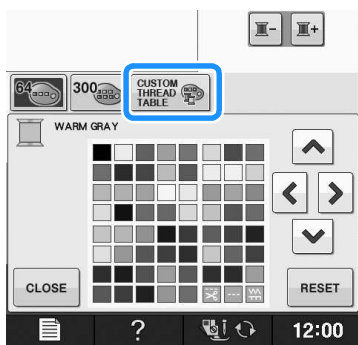 64
300
CUSTOM
THREAD
TABLE
WARM GRAY
CLOSE
RESET
?
12:00